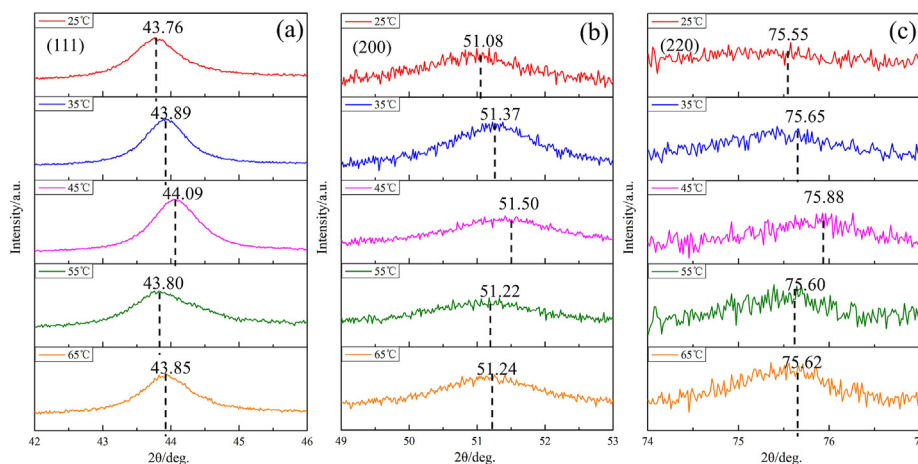 25℃
43.76
(a)
(111)
35℃
43.89
45℃
44.09
55℃
43.80
65℃
43.85
Intensity/a.u.
42 43 44 45 46
2θ/deg.
25℃
51.08
(b)
(200)
35℃
51.37
45℃
51.50
55℃
51.22
65℃
51.24
Intensity/a.u.
49 50 51 52 53
2θ/deg.
25℃
75.55
(c)
(220)
35℃
75.65
45℃
75.88
55℃
75.60
65℃
75.62
Intensity/a.u.
74 75 76 77
2θ/deg.